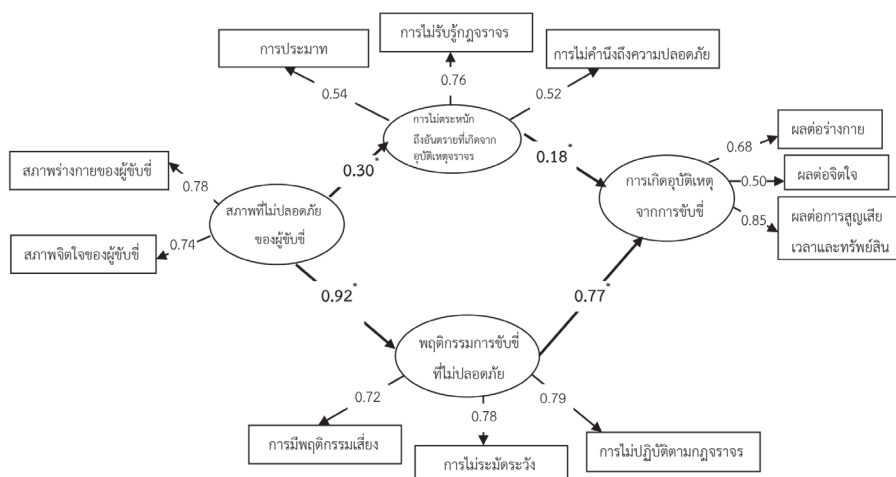 การไม่รับรู้กฎจราจร
การประมาท
การไม่คำนึงถึงความปลอดภัย
0.76
0.54
0.52
การไม่ตระหนัก
ถึงอันตรายที่เกิดจาก
อุบัติเหตุจราจร
ผลต่อร่างกาย
0.68
0.18*
สภาพร่างกายของผู้ขับขี่
0.30*
การเกิดอุบัติเหตุ
จากการขับขี่
0.50
ผลต่อจิตใจ
0.78
สภาพที่ไม่ปลอดภัย
ของผู้ขับขี่
0.85
ผลต่อการสูญเสีย
เวลาและทรัพย์สิน
สภาพจิตใจของผู้ขับขี่
0.74
0.92*
0.77*
พฤติกรรมการขับขี่
ที่ไม่ปลอดภัย
0.72
0.78
0.79
การมีพฤติกรรมเสี่ยง
การไม่ระมัดระวัง
การไม่ปฏิบัติตามกฎจราจร